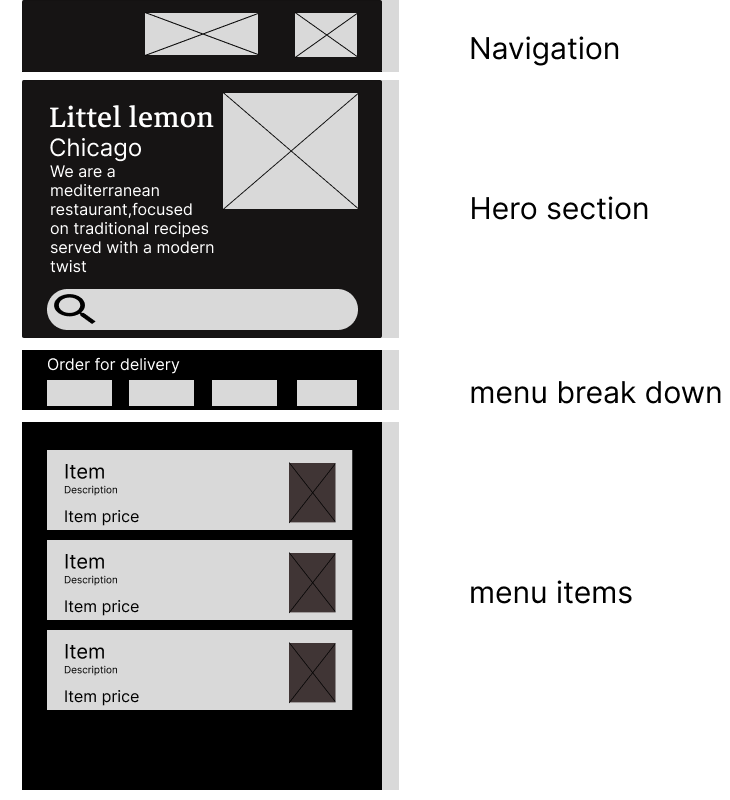 Navigation
Littel lemon
Chicago
We are a
mediterranean
restaurant,focused
on traditional recipes
served with a modern
twist
Hero section
Order for delivery
menu break down
Item
Description
Item price
Item
Description
Item price
menu items
Item
Description
Item price